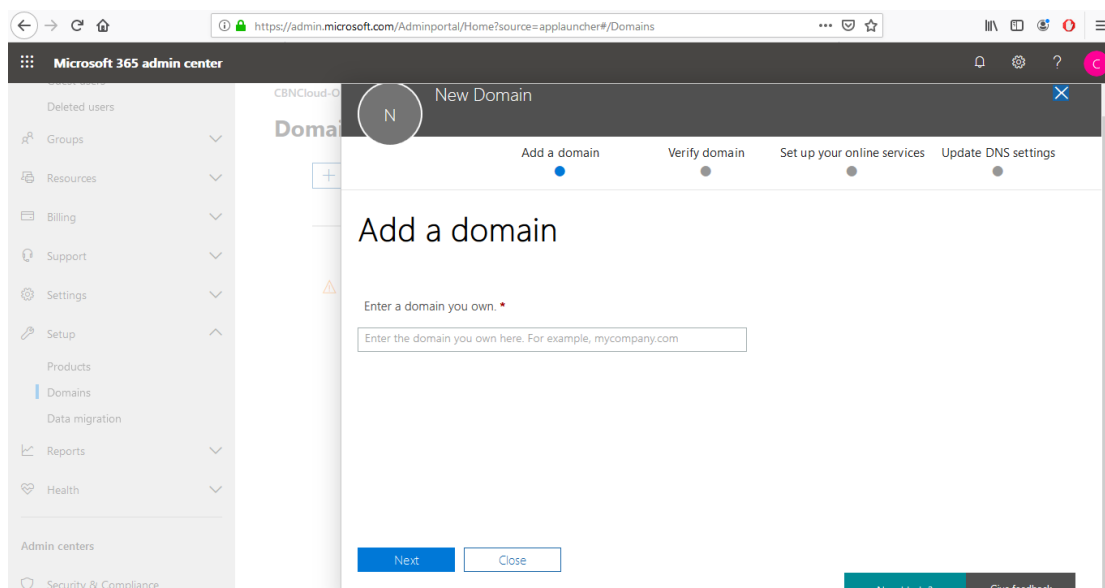 https://admin.microsoft.com/Adminportal/Home?source=applauncher#/Domains
Microsoft 365 admin center
?
C
Deleted users
Groups
Resources
Billing
Support
Settings
Setup
Products
Domains
Data migration
Reports
Health
Admin centers
Security & Compliance
CBNCloud-O
Domai
N
New Domain
Add a domain
Verify domain
Set up your online services
Update DNS settings
Add a domain
Enter a domain you own. *
Enter the domain you own here. For example, mycompany.com
Next
Close